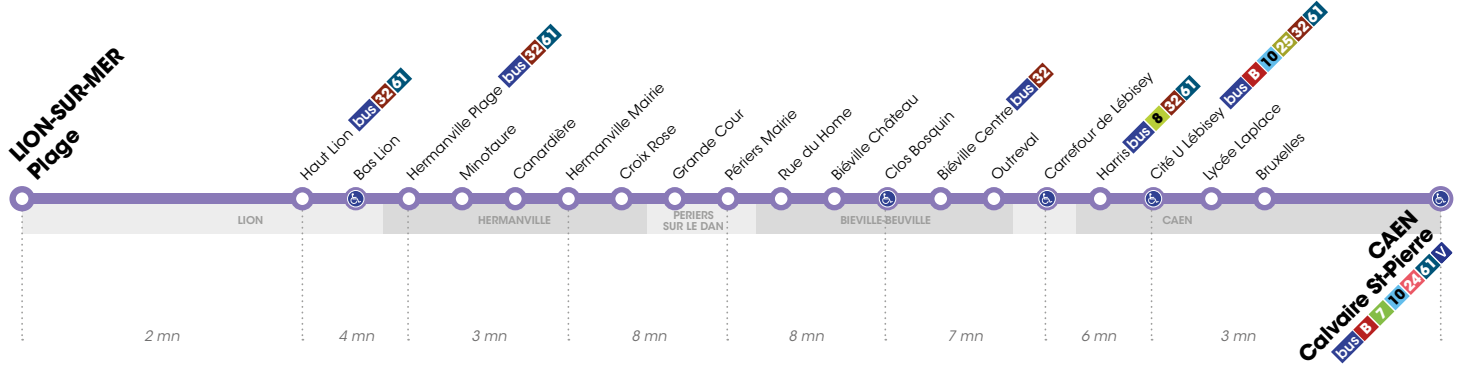 LION-SUR-MER
Plage
Haut Lion bus 32 61
Bas Lion
Hermanville Plage bus 32 61
Minotaure
Canardière
Hermanville Mairie
Croix Rose
Grande Cour
Périers Mairie
Rue du Home
Biéville Château
Clos Bosquin
Biéville Centre bus 32
Outreval
Carrefour de Lébisey
Harris bus 8 32 61
Cité U Lébisey bus B 10 25 32 61
Lycée Laplace
Bruxelles
CAEN
Calvaire St-Pierre
bus B 7 10 24 61 V
LION
HERMANVILLE
PERIERS
SUR LE DAN
BIEVILLE-BEUVILLE
CAEN
2 mn
4 mn
3 mn
8 mn
8 mn
7 mn
6 mn
3 mn